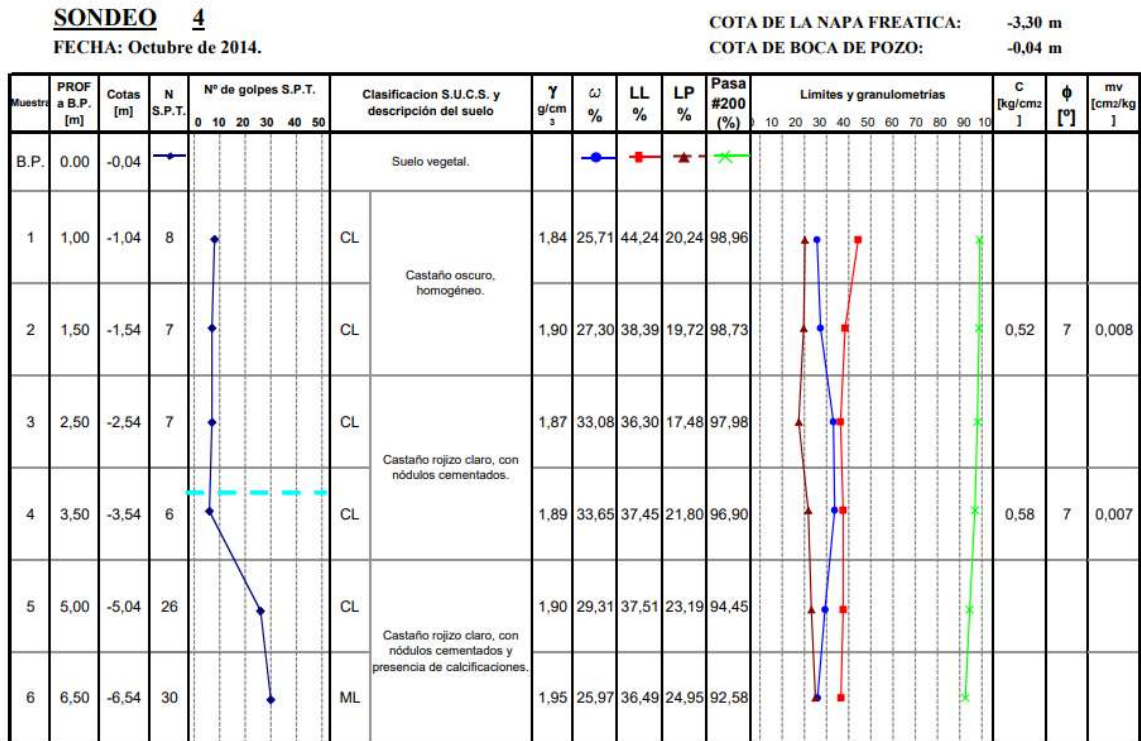 SONDEO 4
FECHA: Octubre de 2014.
COTA DE LA NAPA FREATICA: -3,30 m
COTA DE BOCA DE POZO: -0,04 m
Muestra
PROF a B.P. [m]
Cotas [m]
N S.P.T.
Nº de golpes S.P.T.
0 10 20 30 40 50
Clasificacion S.U.C.S. y
descripción del suelo
γ g/cm3
ω %
LL %
LP %
Pasa #200 (%)
Limites y granulometrias
0 10 20 30 40 50 60 70 80 90 10
C [kg/cm2]
ϕ [º]
mv [cm2/kg]
B.P. 0.00 -0,04 Suelo vegetal.
1 1,00 -1,04 8 CL 1,84 25,71 44,24 20,24 98,96
Castaño oscuro,
homogéneo.
2 1,50 -1,54 7 CL 1,90 27,30 38,39 19,72 98,73 0,52 7 0,008
3 2,50 -2,54 7 CL 1,87 33,08 36,30 17,48 97,98
Castaño rojizo claro, con
nódulos cementados.
4 3,50 -3,54 6 CL 1,89 33,65 37,45 21,80 96,90 0,58 7 0,007
5 5,00 -5,04 26 CL 1,90 29,31 37,51 23,19 94,45
Castaño rojizo claro, con
nódulos cementados y
presencia de calcificaciones.
6 6,50 -6,54 30 ML 1,95 25,97 36,49 24,95 92,58